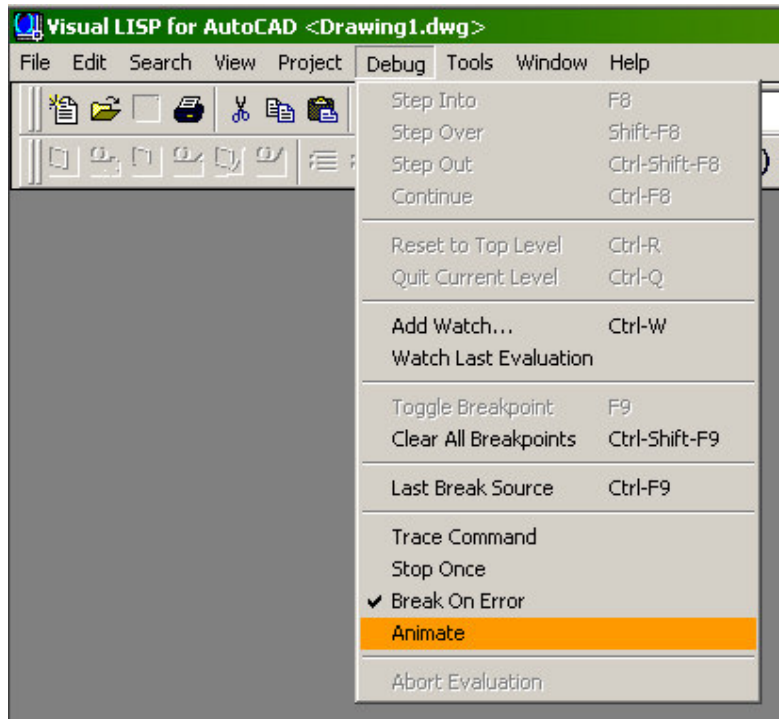 Visual LISP for AutoCAD <Drawing1.dwg>
File Edit Search View Project Debug Tools Window Help
Step Into F8
Step Over Shift-F8
Step Out Ctrl-Shift-F8
Continue Ctrl-F8
Reset to Top Level Ctrl-R
Quit Current Level Ctrl-Q
Add Watch... Ctrl-W
Watch Last Evaluation
Toggle Breakpoint F9
Clear All Breakpoints Ctrl-Shift-F9
Last Break Source Ctrl-F9
Trace Command
Stop Once
Break On Error
Animate
Abort Evaluation